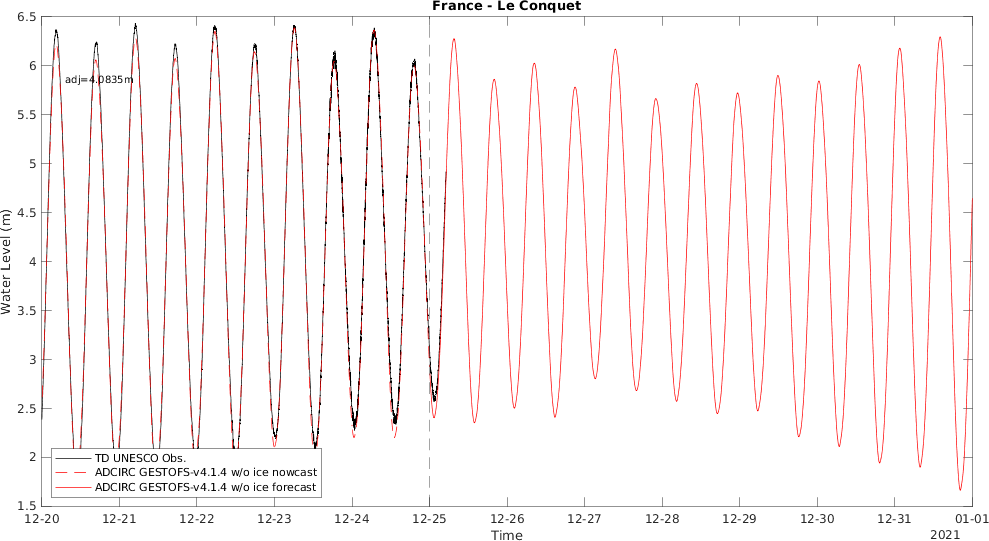 France - Le Conquet
6.5
6
5.5
5
4.5
4
3.5
3
2.5
2
1.5
Water Level (m)
adj=4.0835m
TD UNESCO Obs.
ADCIRC GESTOFS-v4.1.4 w/o ice nowcast
ADCIRC GESTOFS-v4.1.4 w/o ice forecast
12-20 12-21 12-22 12-23 12-24 12-25 12-26 12-27 12-28 12-29 12-30 12-31 01-01
Time
2021